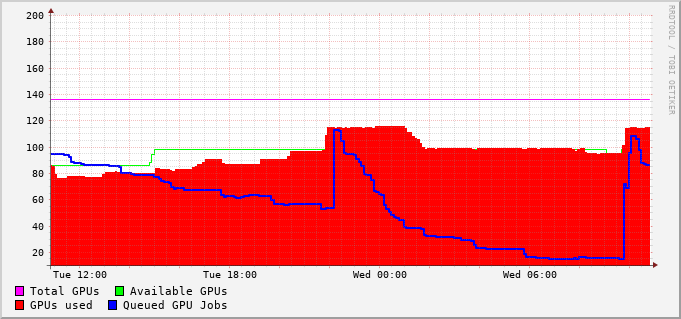 200
180
160
140
120
100
80
60
40
20
Tue 12:00 Tue 18:00 Wed 00:00 Wed 06:00
Total GPUs Available GPUs
GPUs used Queued GPU Jobs
RRDTOOL / TOBI OETIKER